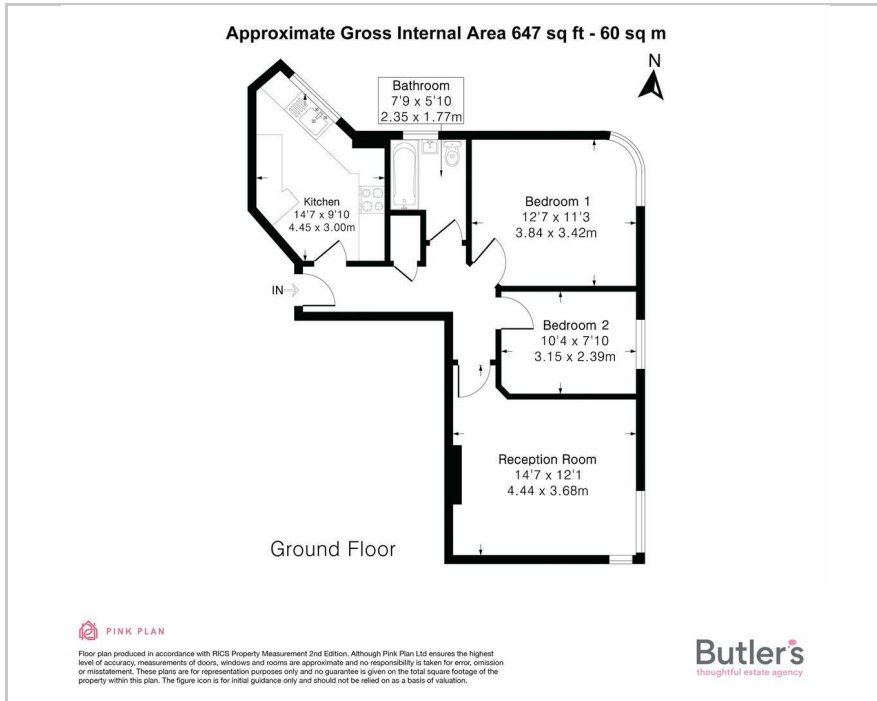 Approximate Gross Internal Area 647 sq ft - 60 sq m
N
Bathroom
7'9 x 5'10
2.35 x 1.77m
Kitchen
14'7 x 9'10
4.45 x 3.00m
Bedroom 1
12'7 x 11'3
3.84 x 3.42m
IN
Bedroom 2
10'4 x 7'10
3.15 x 2.39m
Reception Room
14'7 x 12'1
4.44 x 3.68m
Ground Floor
PINK PLAN
Floor plan produced in accordance with RICS Property Measurement 2nd Edition. Although Pink Plan Ltd ensures the highest
level of accuracy, measurements of doors, windows and rooms are approximate and no responsibility is taken for error, omission
or misstatement. These plans are for representation purposes only and no guarantee is given on the total square footage of the
property within this plan. The figure icon is for initial guidance only and should not be relied on as a basis of valuation.
Butler's
thoughtful estate agency